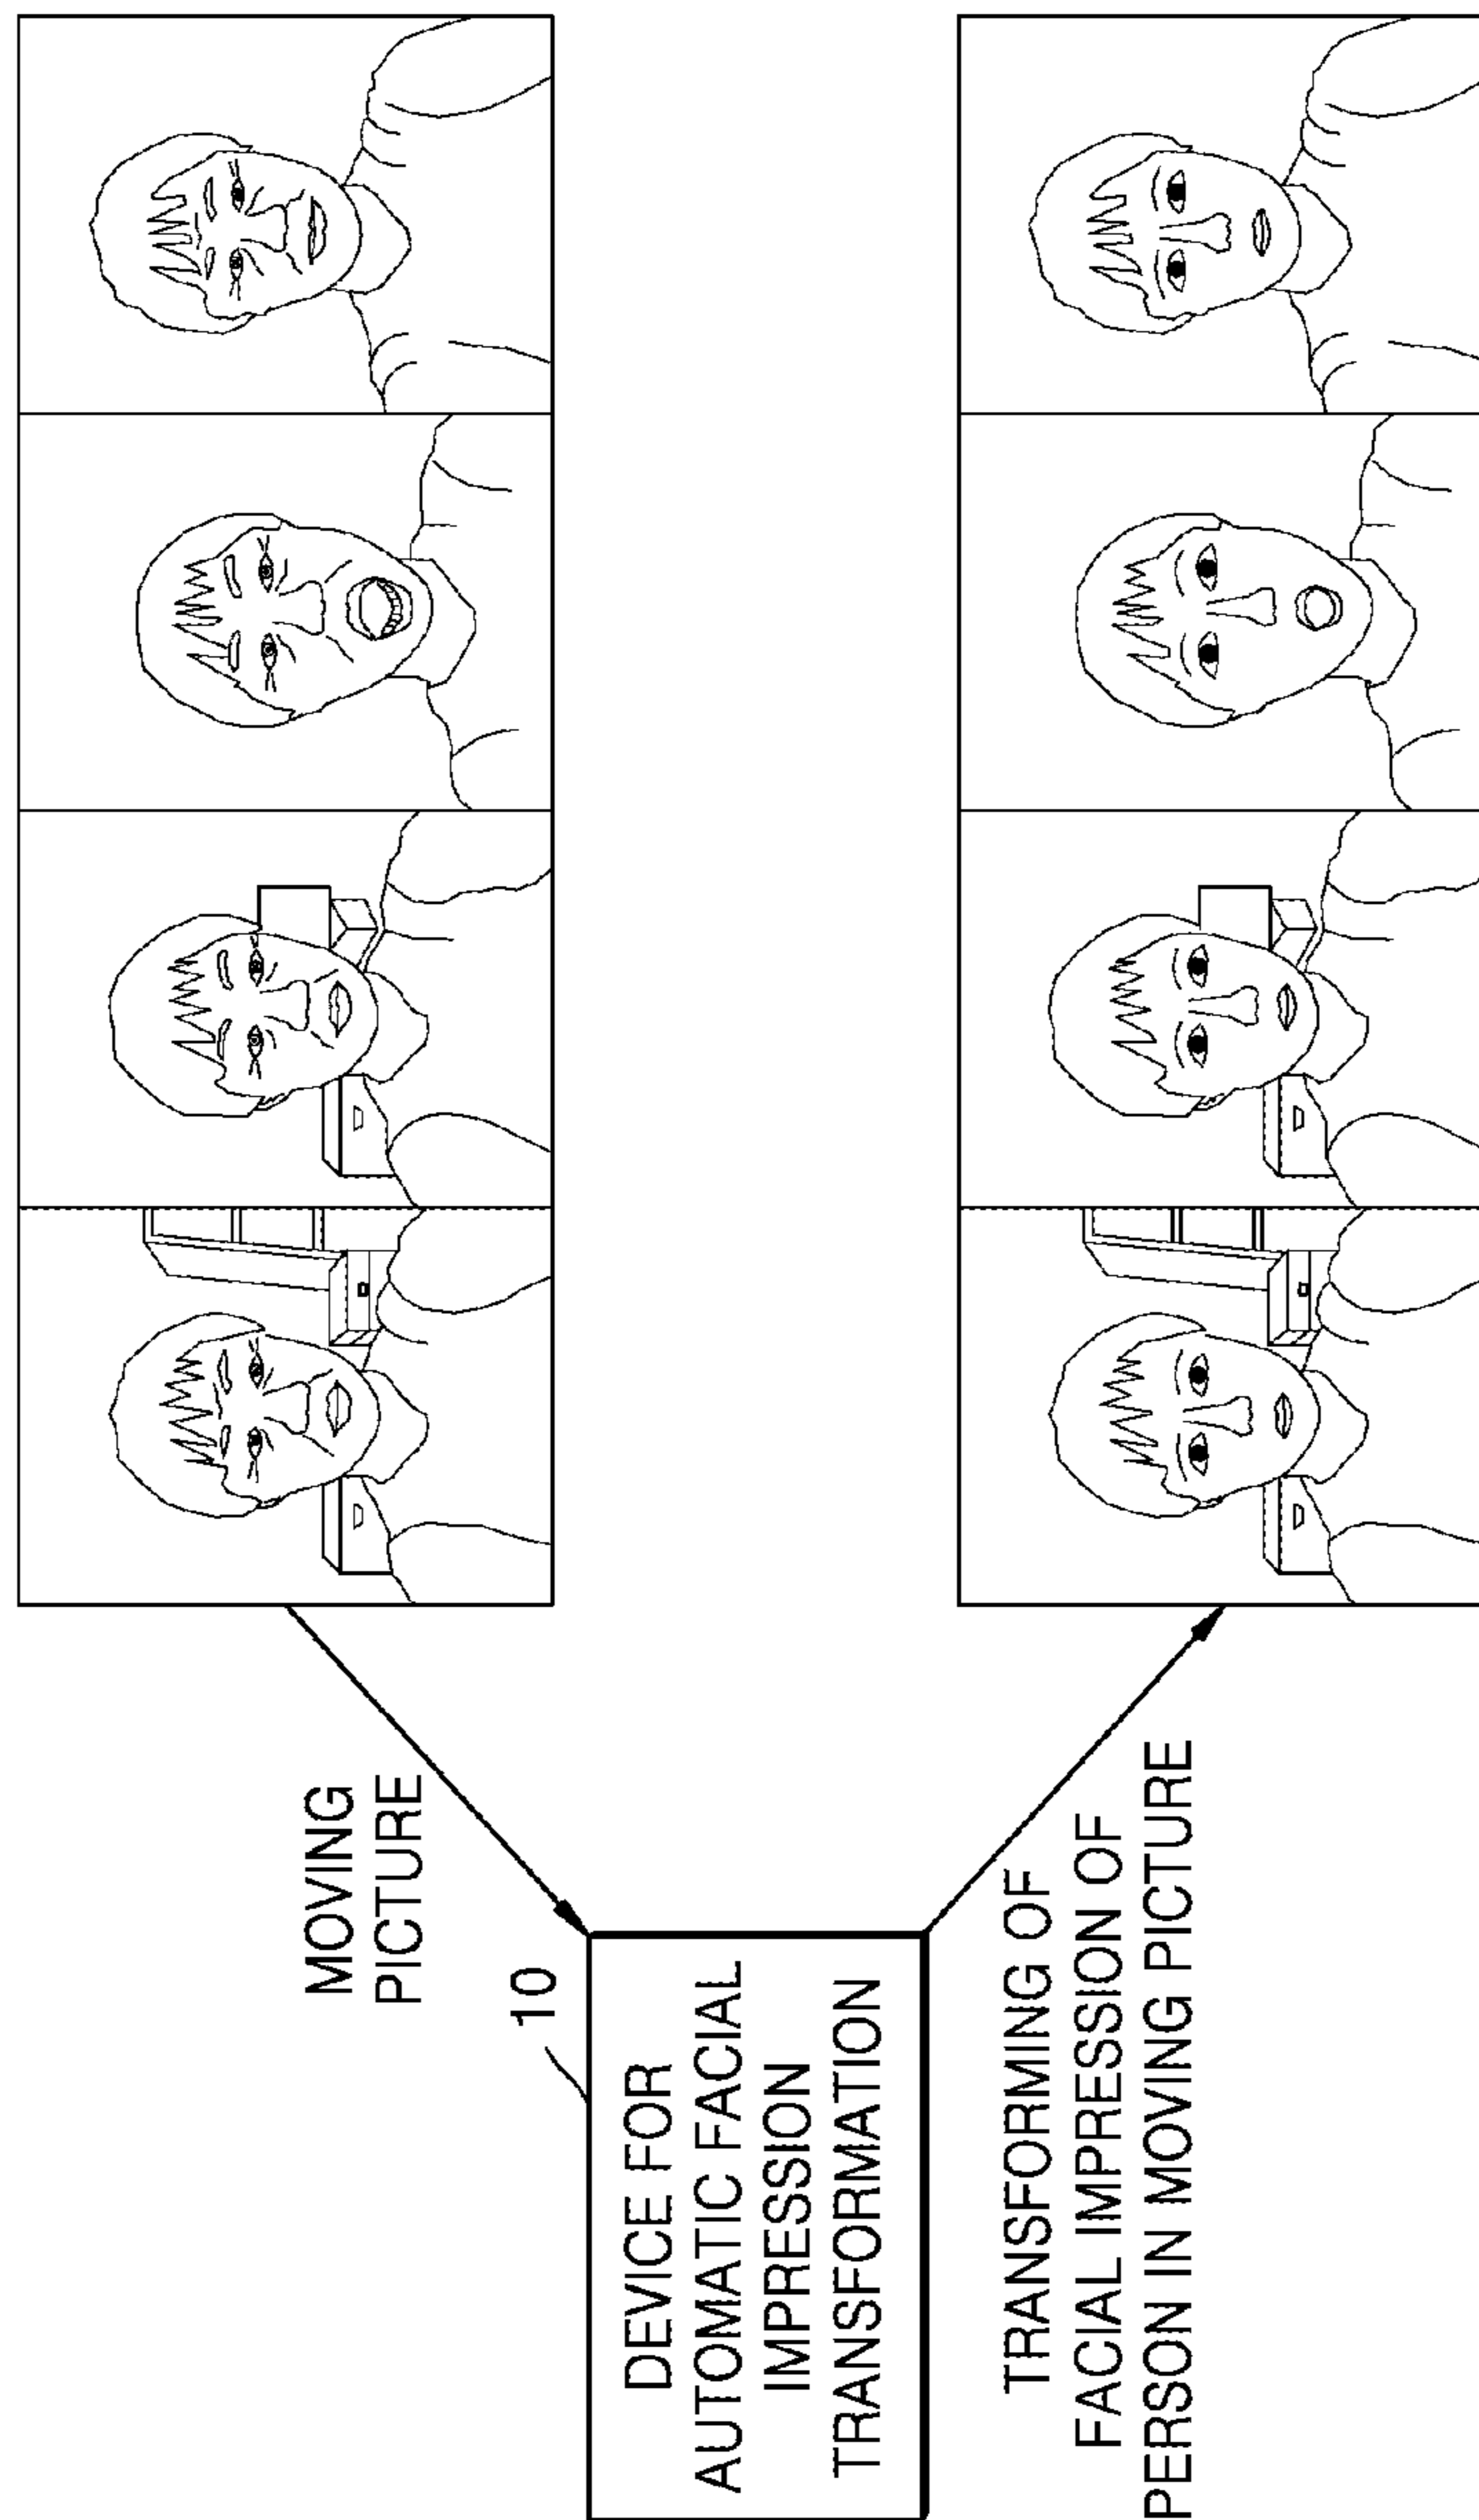 MOVING
PICTURE
10
DEVICE FOR
AUTOMATIC FACIAL
IMPRESSION
TRANSFORMATION
TRANSFORMING OF
FACIAL IMPRESSION OF
PERSON IN MOVING PICTURE